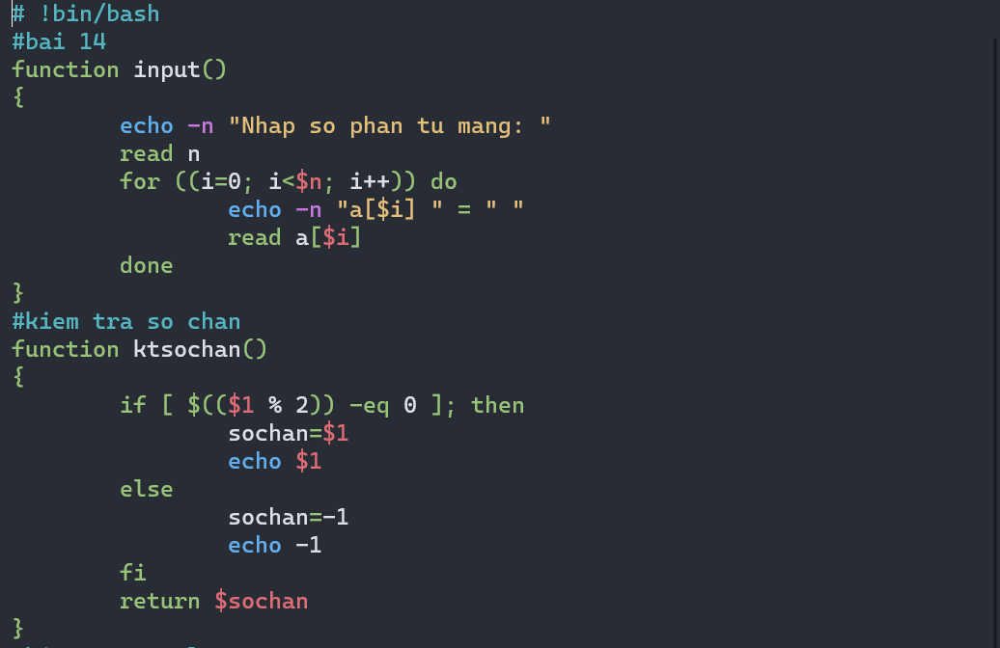 # !bin/bash
#bai 14
function input()
{
        echo -n "Nhap so phan tu mang: "
        read n
        for ((i=0; i<$n; i++)) do
                echo -n "a[$i] " = " "
                read a[$i]
        done
}
#kiem tra so chan
function ktsochan()
{
        if [ $(($1 % 2)) -eq 0 ]; then
                sochan=$1
                echo $1
        else
                sochan=-1
                echo -1
        fi
        return $sochan
}